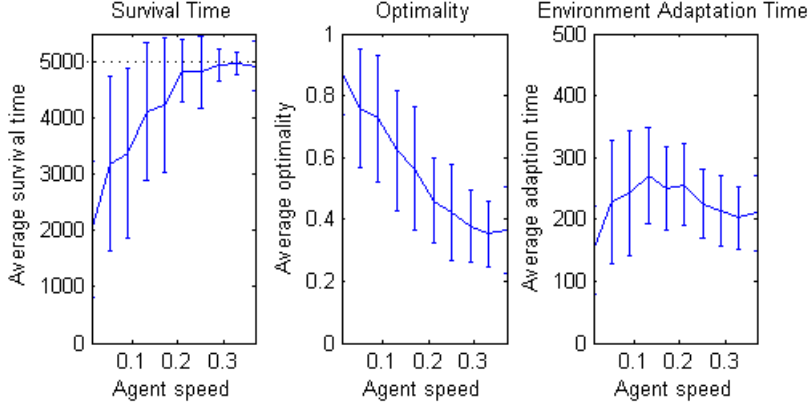 Survival Time
Average survival time
5000
4000
3000
2000
1000
0
0.1 0.2 0.3
Agent speed
Optimality
Average optimality
1
0.8
0.6
0.4
0.2
0
0.1 0.2 0.3
Agent speed
Environment Adaptation Time
Average adaption time
500
400
300
200
100
0
0.1 0.2 0.3
Agent speed